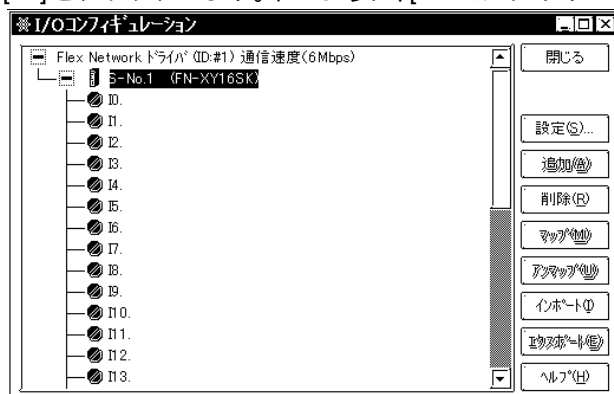 I/Oコンフィギュレーション
Flex Network ドライバ (ID:#1) 通信速度(6Mbps)
S-No.1 (FN-XY16SK)
I0.
I1.
I2.
I3.
I4.
I5.
I6.
I7.
I8.
I9.
I10.
I11.
I12.
I13.
閉じる
設定(S)...
追加(A)
削除(R)
マップ(M)
アンマップ(U)
インポート(I)
エクスポート(E)
ヘルプ(H)